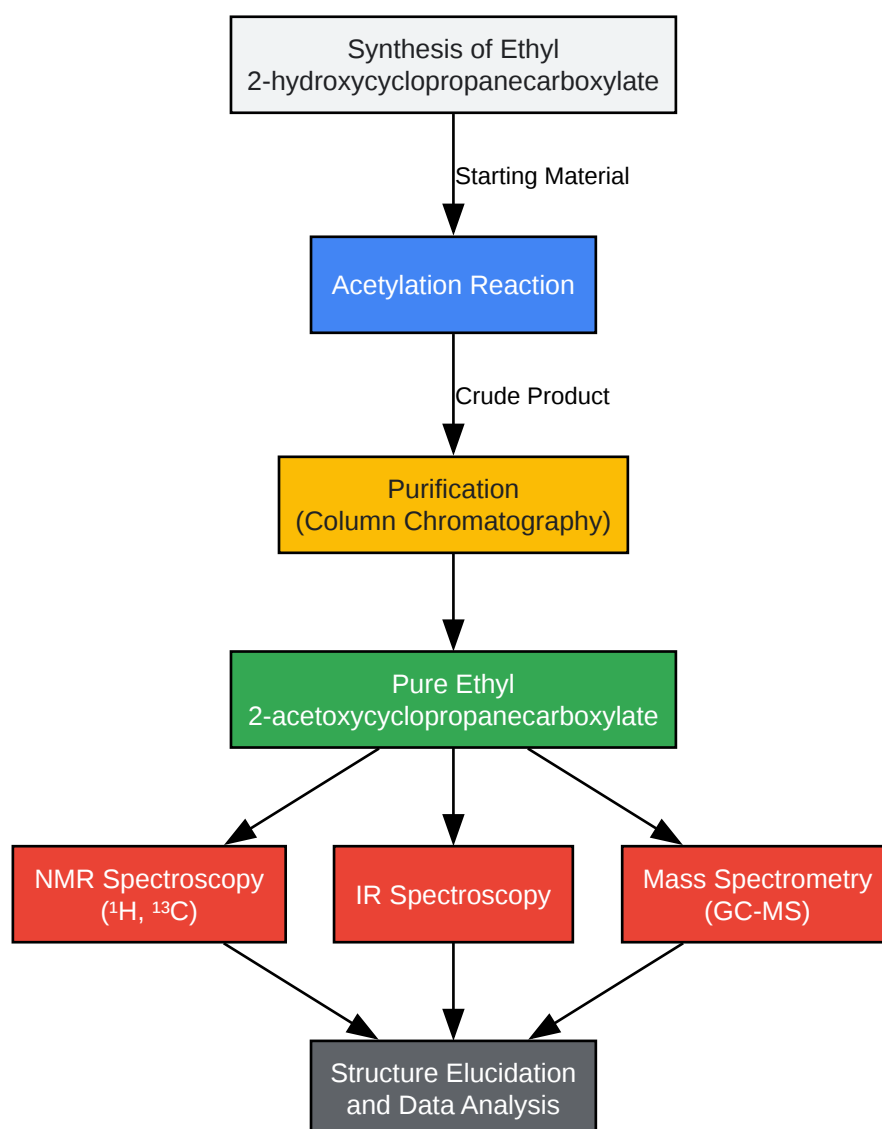 Synthesis of Ethyl
2-hydroxycyclopropanecarboxylate
Starting Material
Acetylation Reaction
Crude Product
Purification
(Column Chromatography)
Pure Ethyl
2-acetoxycyclopropanecarboxylate
NMR Spectroscopy
(¹H, ¹³C)
IR Spectroscopy
Mass Spectrometry
(GC-MS)
Structure Elucidation
and Data Analysis